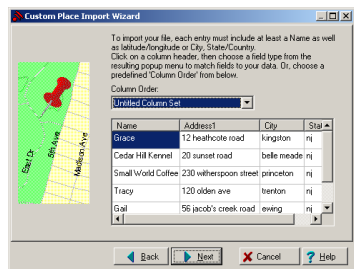 Custom Place Import Wizard
To import your file, each entry must include at least a Name as well
as latitude/longitude or City, State/Country.
Click on a column header, then choose a field type from the
resulting popup menu to match fields to your data. Or, choose a
predefined 'Column Order' from below.
Column Order:
Untitled Column Set
Name Address1 City Stat
Grace 12 heathcote road kingston nj
Cedar Hill Kennel 20 sunset road belle meade nj
Small World Coffee 230 witherspoon street princeton nj
Tracy 120 olden ave trenton nj
Gail 56 jacob's creek road ewing nj
East Dr
5th Ave
Madison Ave
Back Next Cancel Help